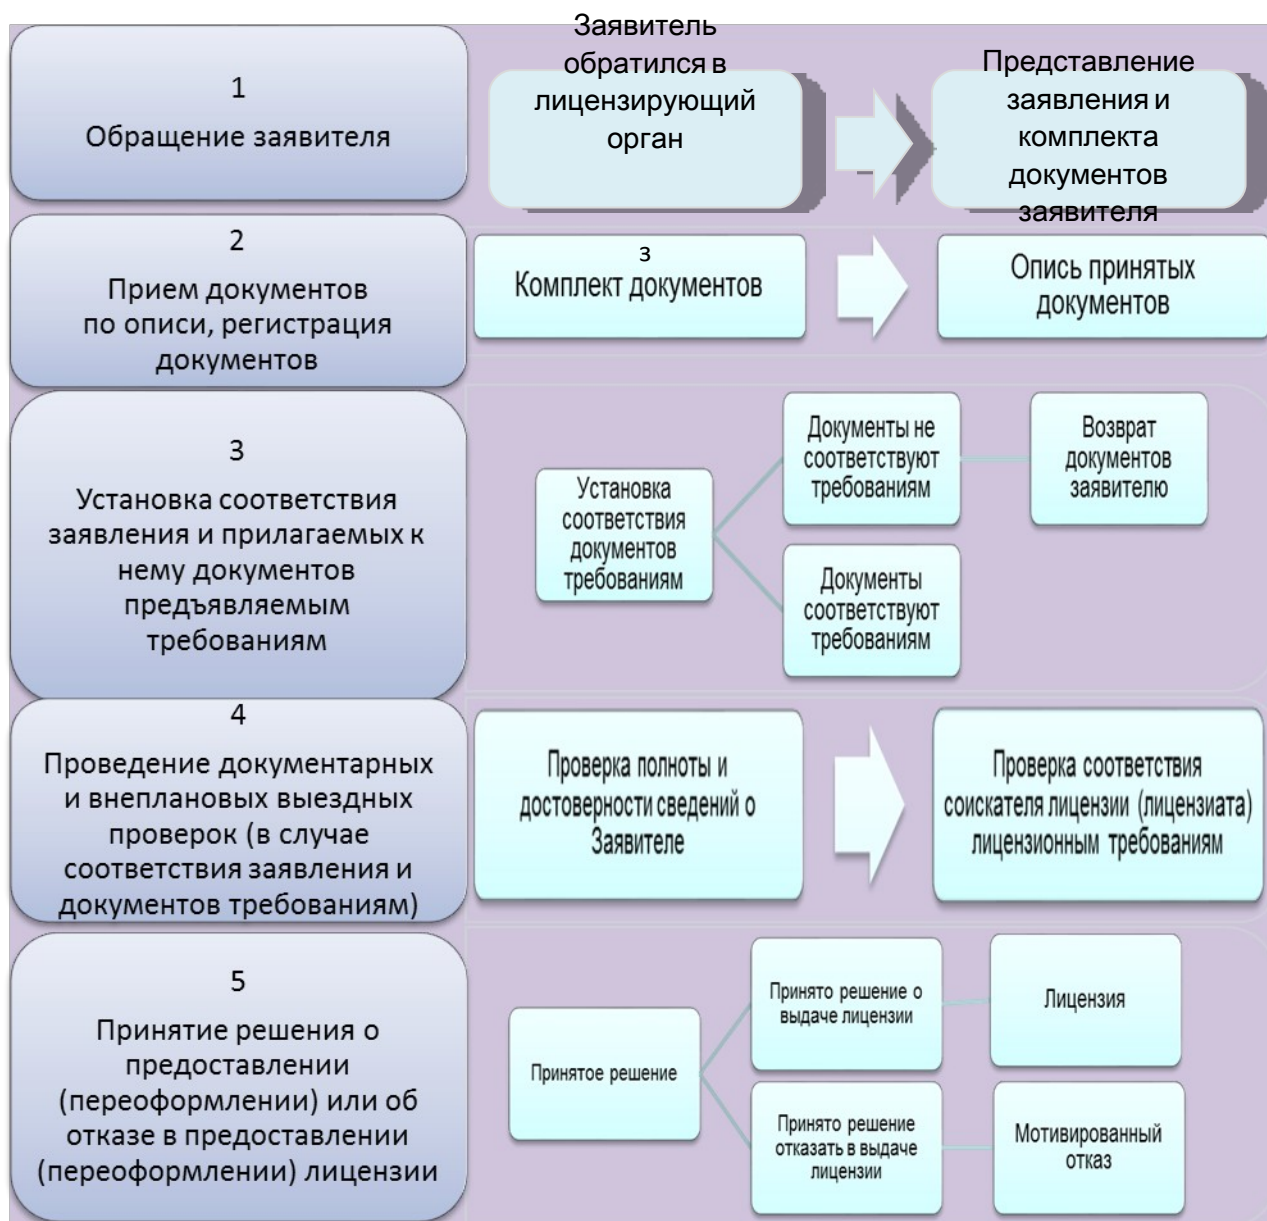 1
Обращение заявителя
Заявитель
обратился в
лицензирующий
орган
Представление
заявления и
комплекта
документов
заявителя
2
Прием документов
по описи, регистрация
документов
з
Комплект документов
Опись принятых
документов
3
Установка соответствия
заявления и прилагаемых к
нему документов
предъявляемым
требованиям
Установка
соответствия
документов
требованиям
Документы не
соответствуют
требованиям
Возврат
документов
заявителю
Документы
соответствуют
требованиям
4
Проведение документарных
и внеплановых выездных
проверок (в случае
соответствия заявления и
документов требованиям)
Проверка полноты и
достоверности сведений о
Заявителе
Проверка соответствия
соискателя лицензии (лицензиата)
лицензионным требованиям
5
Принятие решения о
предоставлении
(переоформлении) или об
отказе в предоставлении
(переоформлении) лицензии
Принятое решение
Принято решение о
выдаче лицензии
Лицензия
Принято решение
отказать в выдаче
лицензии
Мотивированный
отказ